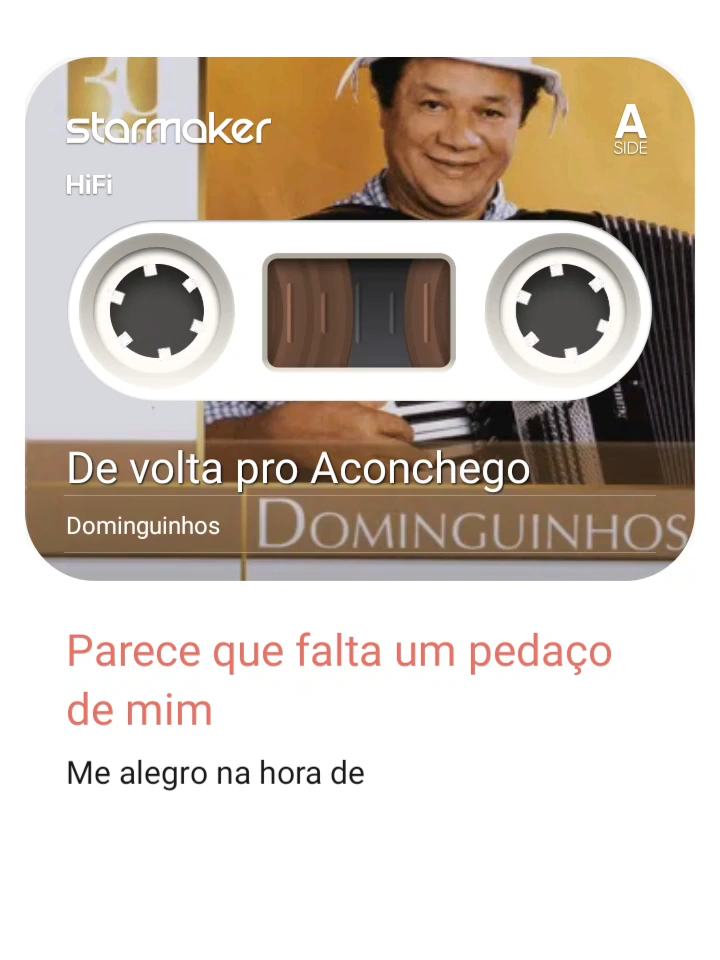 30
starmaker
A
SIDE
HiFi
De volta pro Aconchego
Dominguinhos
DOMINGUINHOS
Parece que falta um pedaço
de mim
Me alegro na hora de